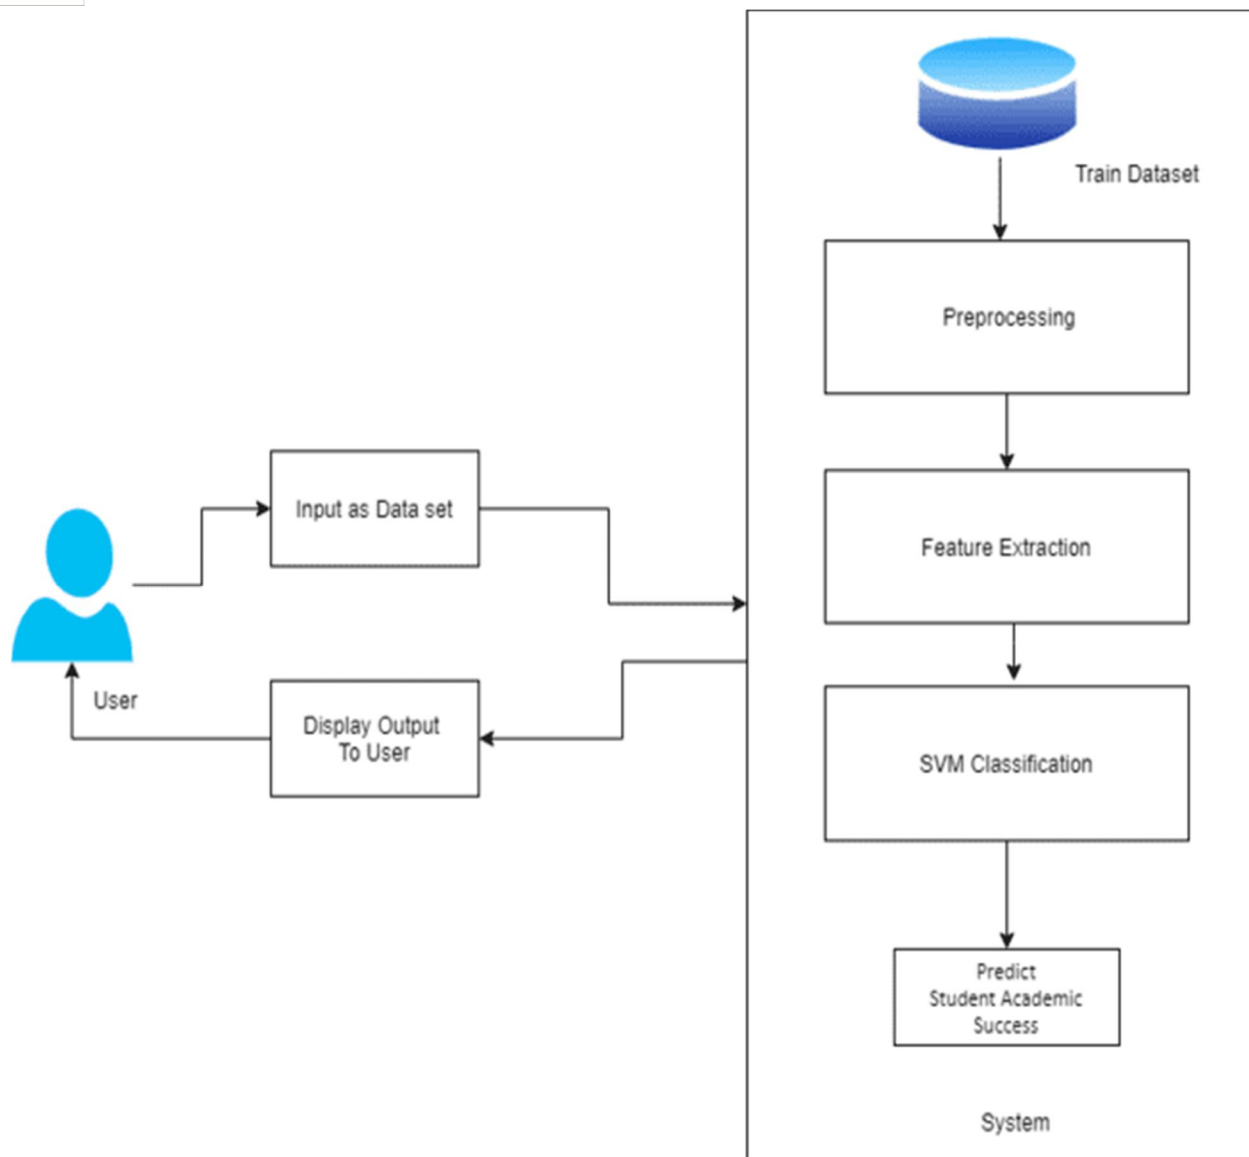 Train Dataset
Preprocessing
Input as Data set
Feature Extraction
User
Display Output
To User
SVM Classification
Predict
Student Academic
Success
System